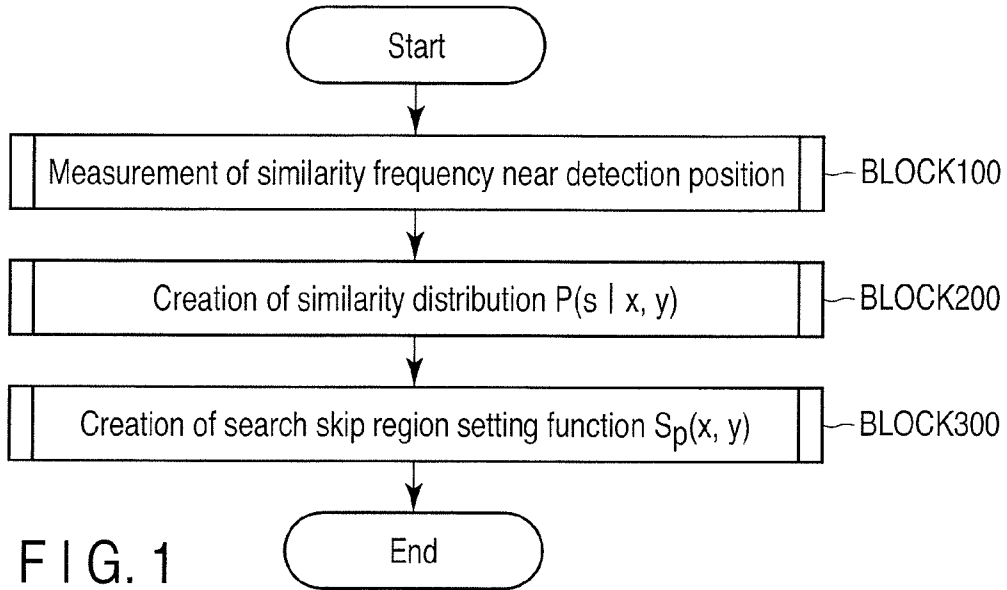 Start
Measurement of similarity frequency near detection position
BLOCK100
Creation of similarity distribution P(s | x, y)
BLOCK200
Creation of search skip region setting function Sp(x, y)
BLOCK300
End
FIG. 1